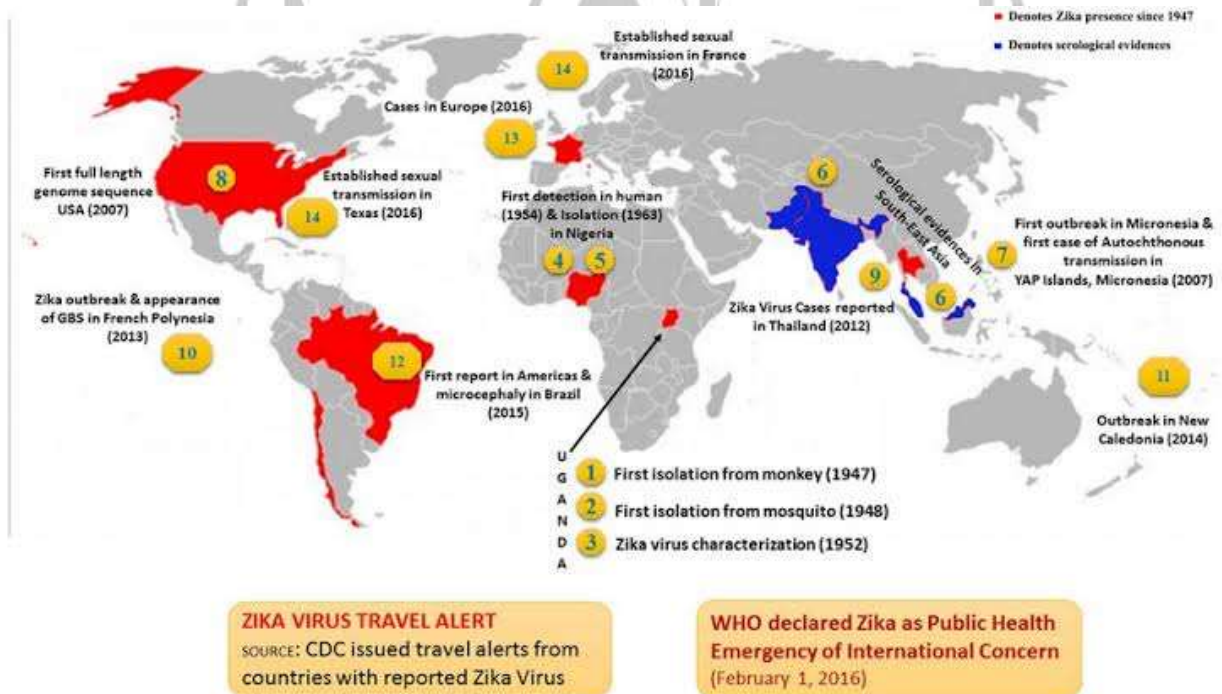 Denotes Zika presence since 1947
Denotes serological evidences
Established sexual
transmission in France
(2016)
14
Cases in Europe (2016)
13
First full length
genome sequence
USA (2007)
8
Established sexual
transmission in
Texas (2016)
14
First detection in human
(1954) & Isolation (1963)
in Nigeria
4
5
6
Serological evidences in
South-East Asia
6
7
First outbreak in Micronesia &
first case of Autochthonous
transmission in
YAP Islands, Micronesia (2007)
9
Zika Virus Cases reported
in Thailand (2012)
Zika outbreak & appearance
of GBS in French Polynesia
(2013)
10
12
First report in Americas &
microcephaly in Brazil
(2015)
11
Outbreak in New
Caledonia (2014)
U
G
A
N
D
A
1 First isolation from monkey (1947)
2 First isolation from mosquito (1948)
3 Zika virus characterization (1952)
ZIKA VIRUS TRAVEL ALERT
SOURCE: CDC issued travel alerts from
countries with reported Zika Virus
WHO declared Zika as Public Health
Emergency of International Concern
(February 1, 2016)